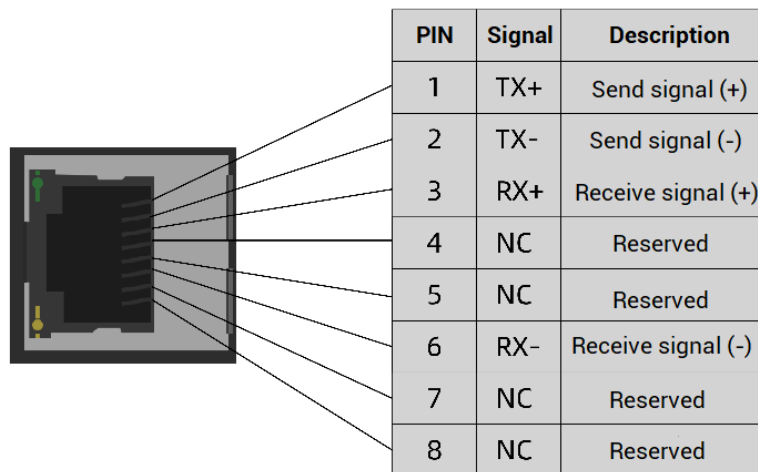 PIN Signal Description
1 TX+ Send signal (+)
2 TX- Send signal (-)
3 RX+ Receive signal (+)
4 NC Reserved
5 NC Reserved
6 RX- Receive signal (-)
7 NC Reserved
8 NC Reserved